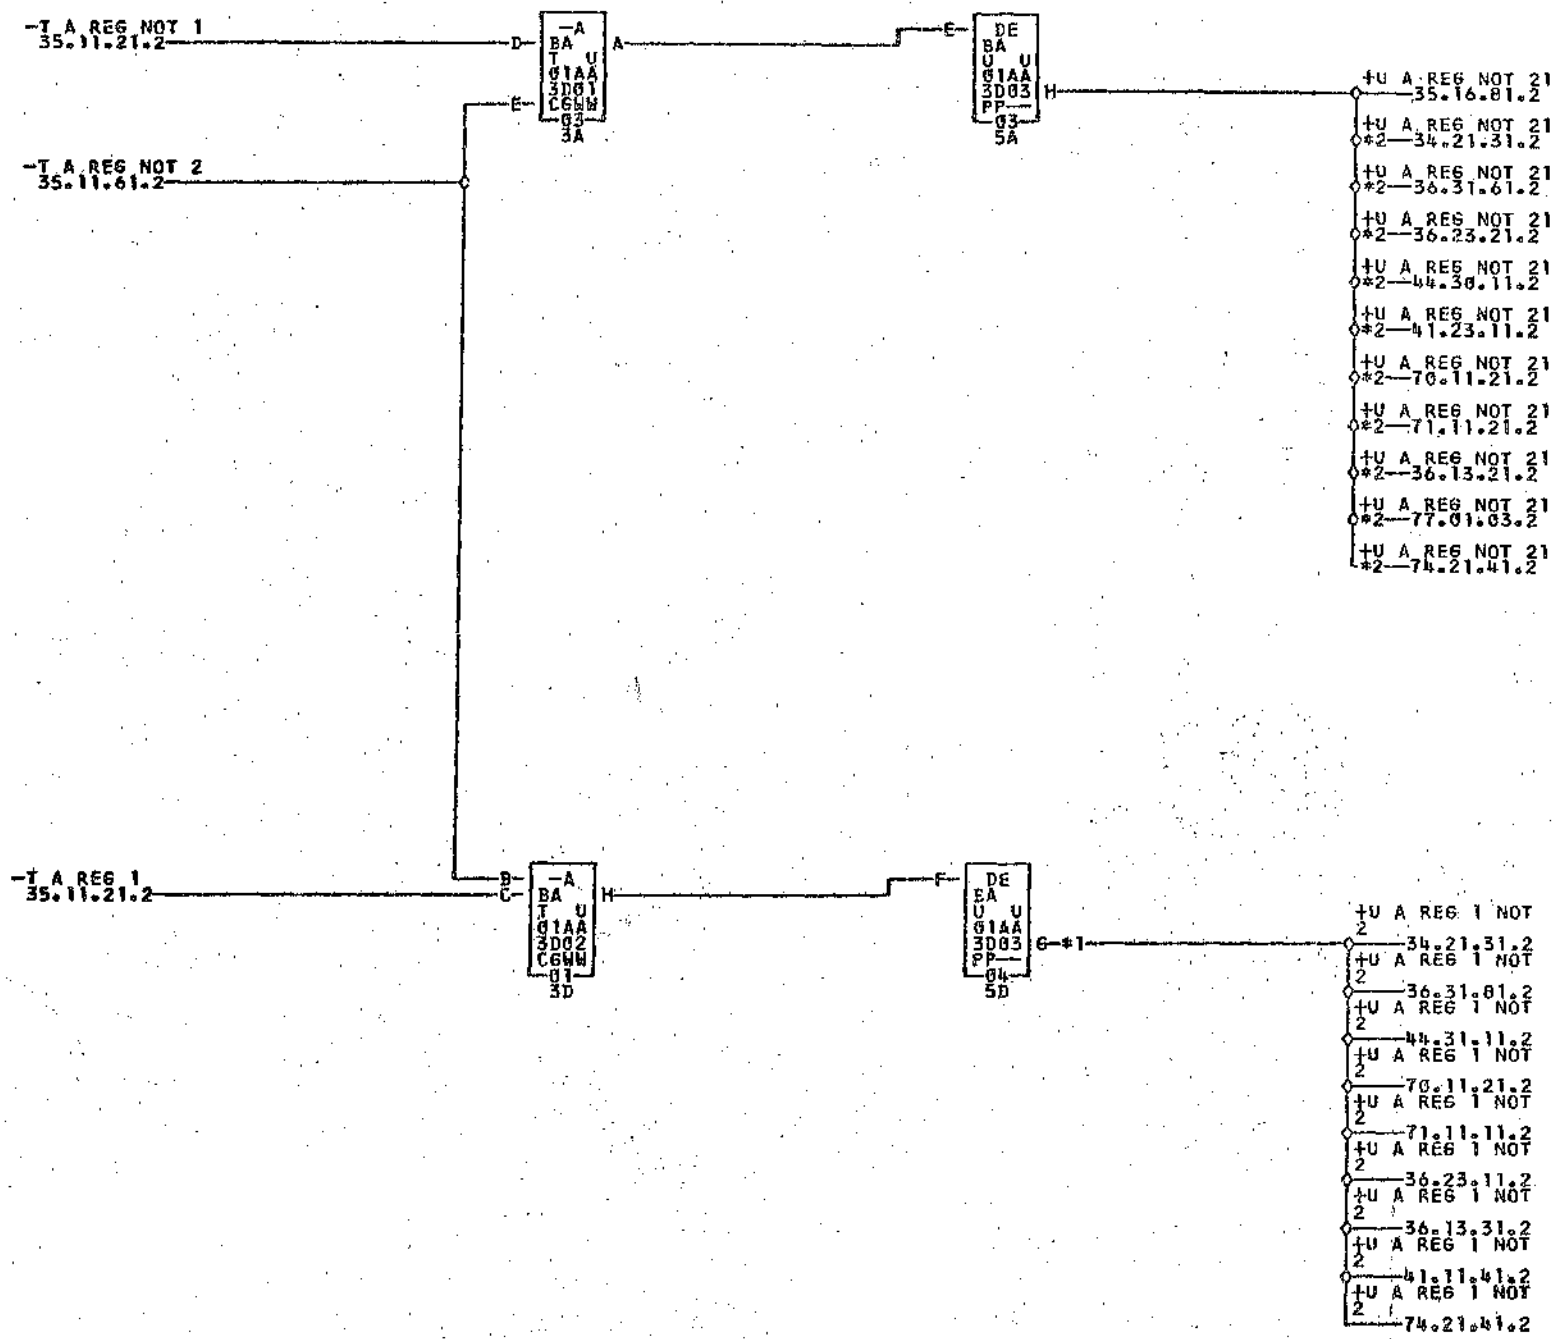 -T A REG NOT 1
35.11.21.2
D
-A
BA
T U
01AA
3D01
CGWW
03
3A
E
A
E
DE
BA
U U
01AA
3D03
PP--
03
5A
H
+U A REG NOT 21
35.16.81.2
+U A REG NOT 21
*2-34.21.31.2
-T A REG NOT 2
35.11.61.2
+U A REG NOT 21
*2-36.31.61.2
+U A REG NOT 21
*2-36.23.21.2
+U A REG NOT 21
*2-44.30.11.2
+U A REG NOT 21
*2-41.23.11.2
+U A REG NOT 21
*2-70.11.21.2
+U A REG NOT 21
*2-71.11.21.2
+U A REG NOT 21
*2-36.13.21.2
+U A REG NOT 21
*2-77.01.03.2
+U A REG NOT 21
*2-74.21.41.2
-T A REG 1
35.11.21.2
B
C
-A
BA
T U
01AA
3D02
CGWW
01
3D
H
F
DE
BA
U U
01AA
3D03
PP--
04
5D
G-*1
+U A REG 1 NOT
2
34.21.31.2
+U A REG 1 NOT
2
36.31.81.2
+U A REG 1 NOT
2
44.31.11.2
+U A REG 1 NOT
2
70.11.21.2
+U A REG 1 NOT
2
71.11.11.2
+U A REG 1 NOT
2
36.23.11.2
+U A REG 1 NOT
2
36.13.31.2
+U A REG 1 NOT
2
41.11.41.2
+U A REG 1 NOT
2
74.21.41.2